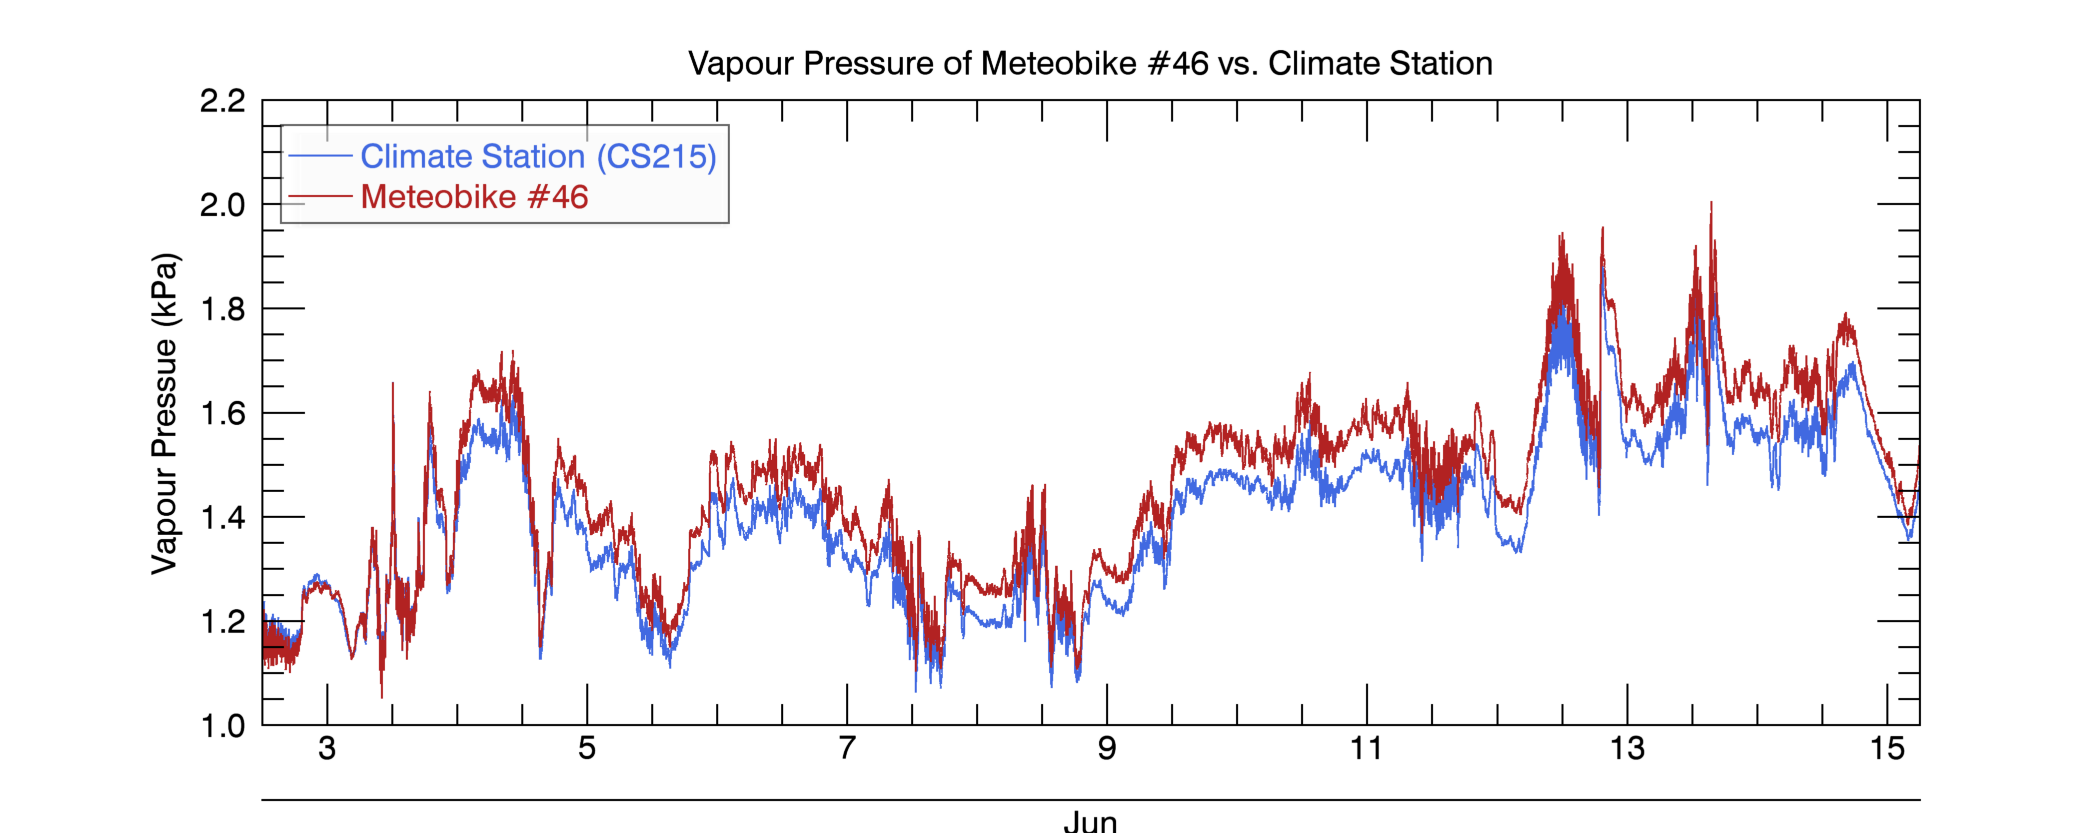 Vapour Pressure of Meteobike #46 vs. Climate Station
2.2
Climate Station (CS215)
Meteobike #46
2.0
1.8
1.6
1.4
1.2
1.0
Vapour Pressue (kPa)
3 5 7 9 11 13 15
Jun